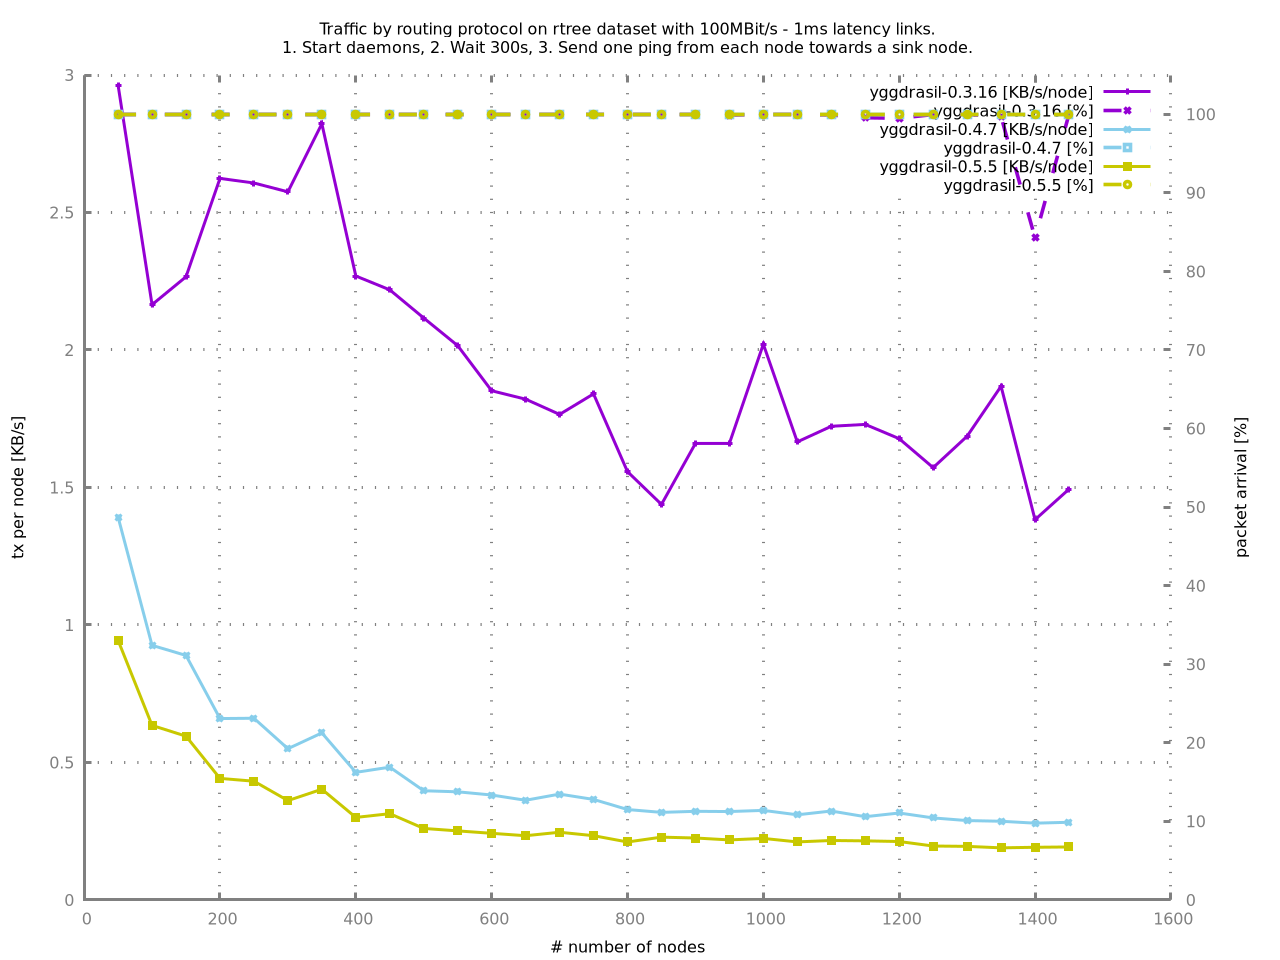 Traffic by routing protocol on rtree dataset with 100MBit/s - 1ms latency links.
1. Start daemons, 2. Wait 300s, 3. Send one ping from each node towards a sink node.
yggdrasil-0.3.16 [KB/s/node]
yggdrasil-0.3.16 [%]
yggdrasil-0.4.7 [KB/s/node]
yggdrasil-0.4.7 [%]
yggdrasil-0.5.5 [KB/s/node]
yggdrasil-0.5.5 [%]
tx per node [KB/s]
3
2.5
2
1.5
1
0.5
0
packet arrival [%]
100
90
80
70
60
50
40
30
20
10
0
0 200 400 600 800 1000 1200 1400 1600
# number of nodes